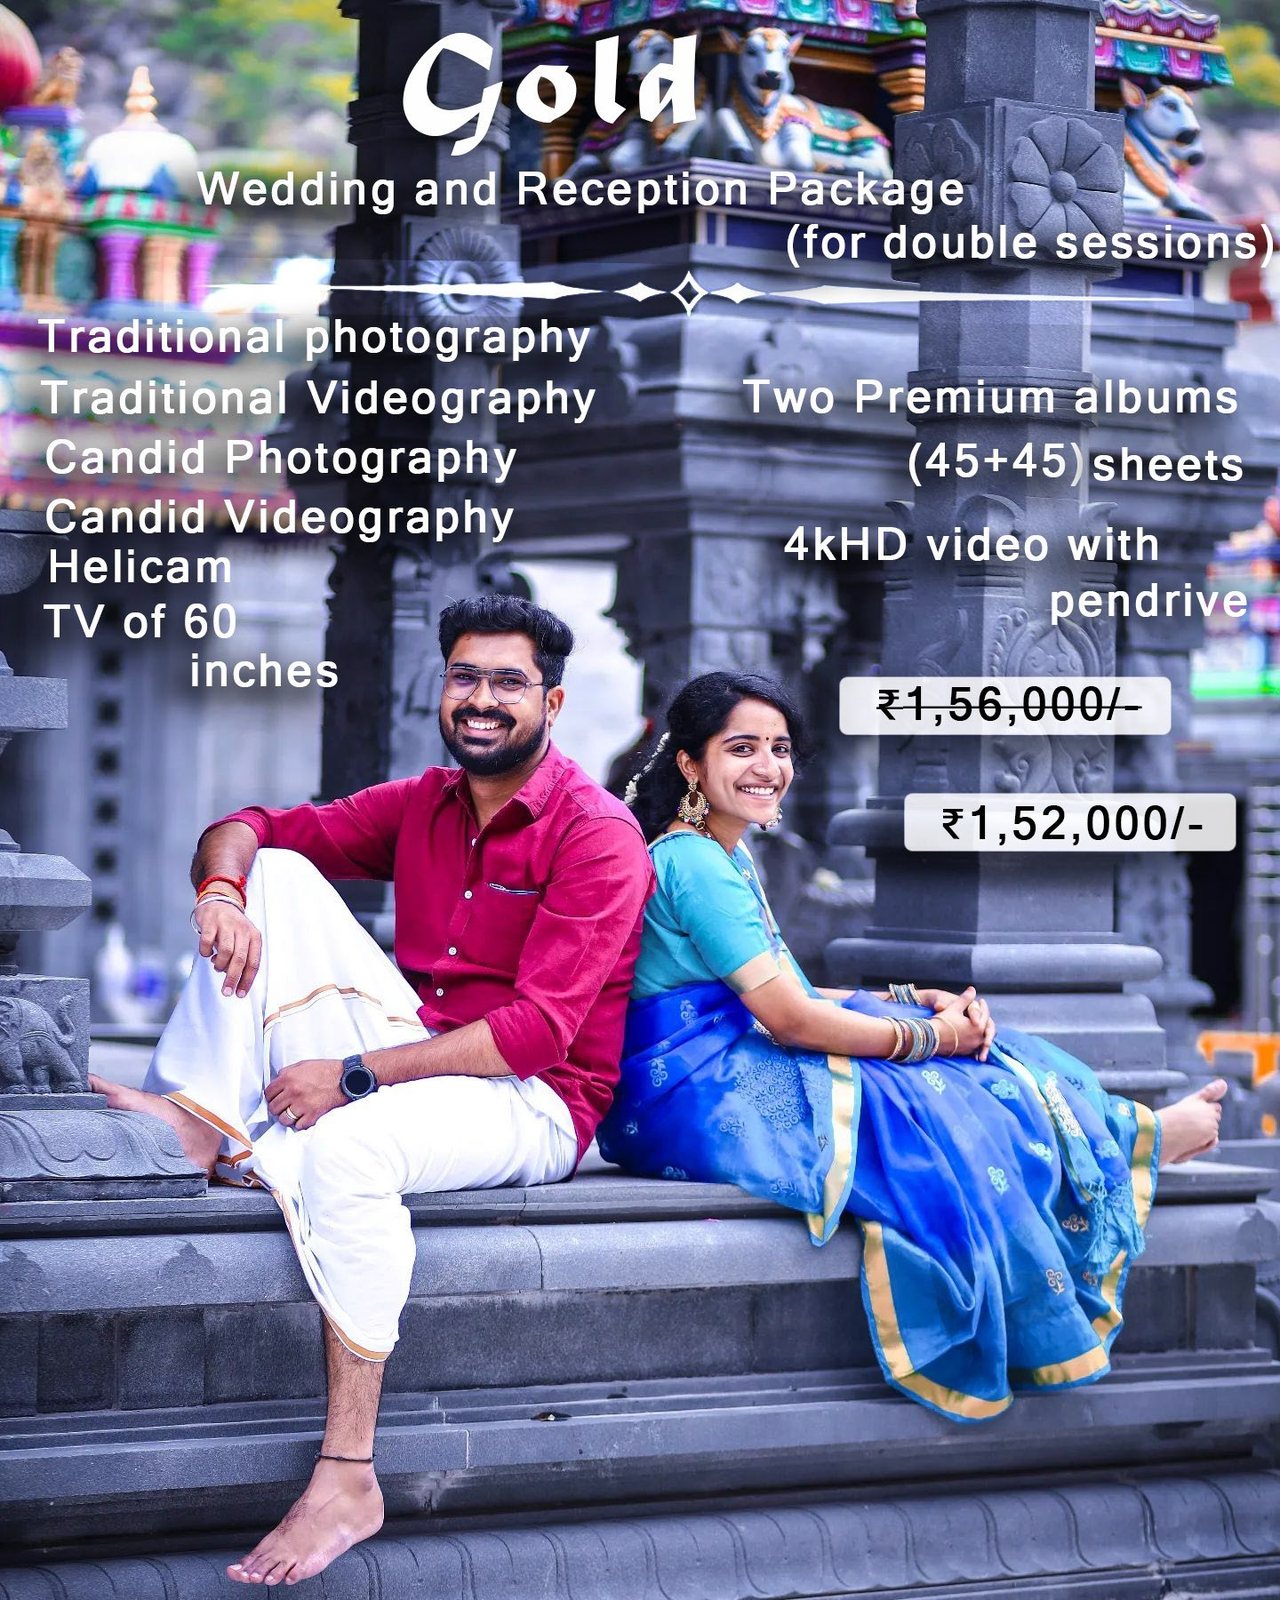 Gold
Wedding and Reception Package
(for double sessions)
Traditional photography
Traditional Videography
Candid Photography
Candid Videography
Helicam
TV of 60
inches
Two Premium albums
(45+45) sheets
4kHD video with
pendrive
₹1,56,000/-
₹1,52,000/-